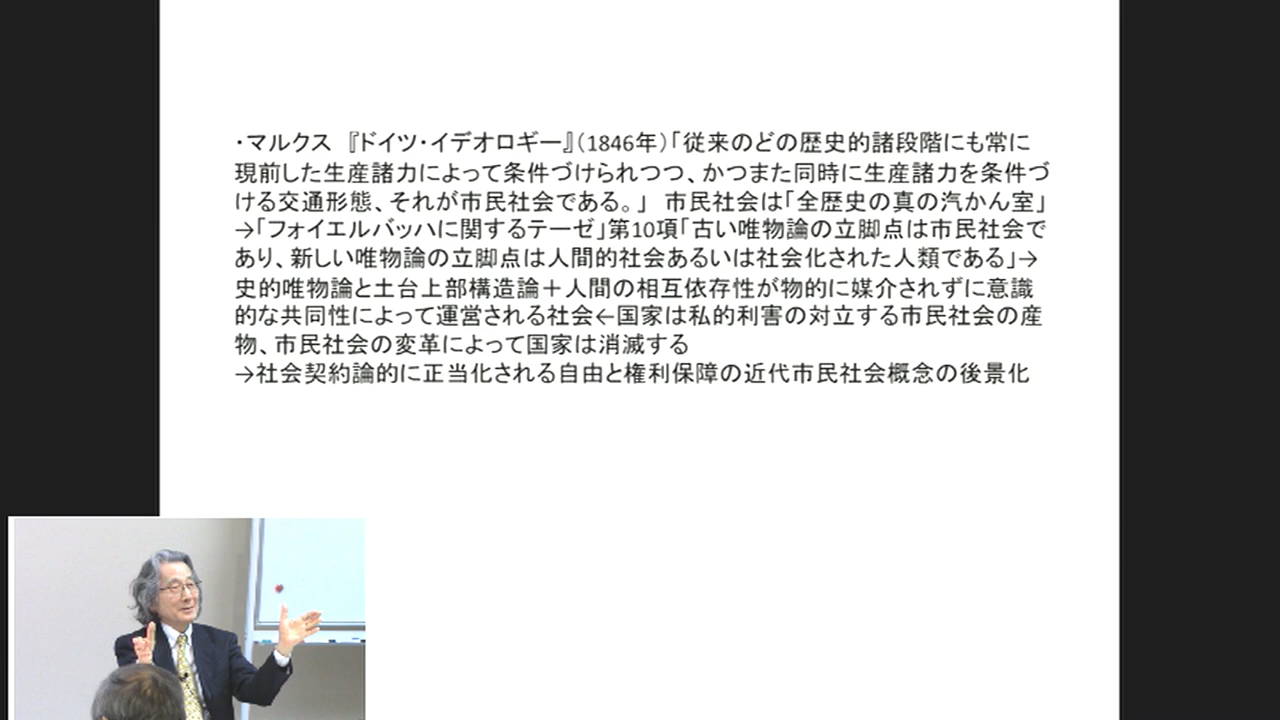 ・マルクス 『ドイツ・イデオロギー』（1846年）「従来のどの歴史的諸段階にも常に
現前した生産諸力によって条件づけられつつ、かつまた同時に生産諸力を条件づ
ける交通形態、それが市民社会である。」 市民社会は「全歴史の真の汽かん室」
→「フォイエルバッハに関するテーゼ」第10項「古い唯物論の立脚点は市民社会で
あり、新しい唯物論の立脚点は人間的社会あるいは社会化された人類である」→
史的唯物論と土台上部構造論＋人間の相互依存性が物的に媒介されずに意識
的な共同性によって運営される社会←国家は私的利害の対立する市民社会の産
物、市民社会の変革によって国家は消滅する
→社会契約論的に正当化される自由と権利保障の近代市民社会概念の後景化